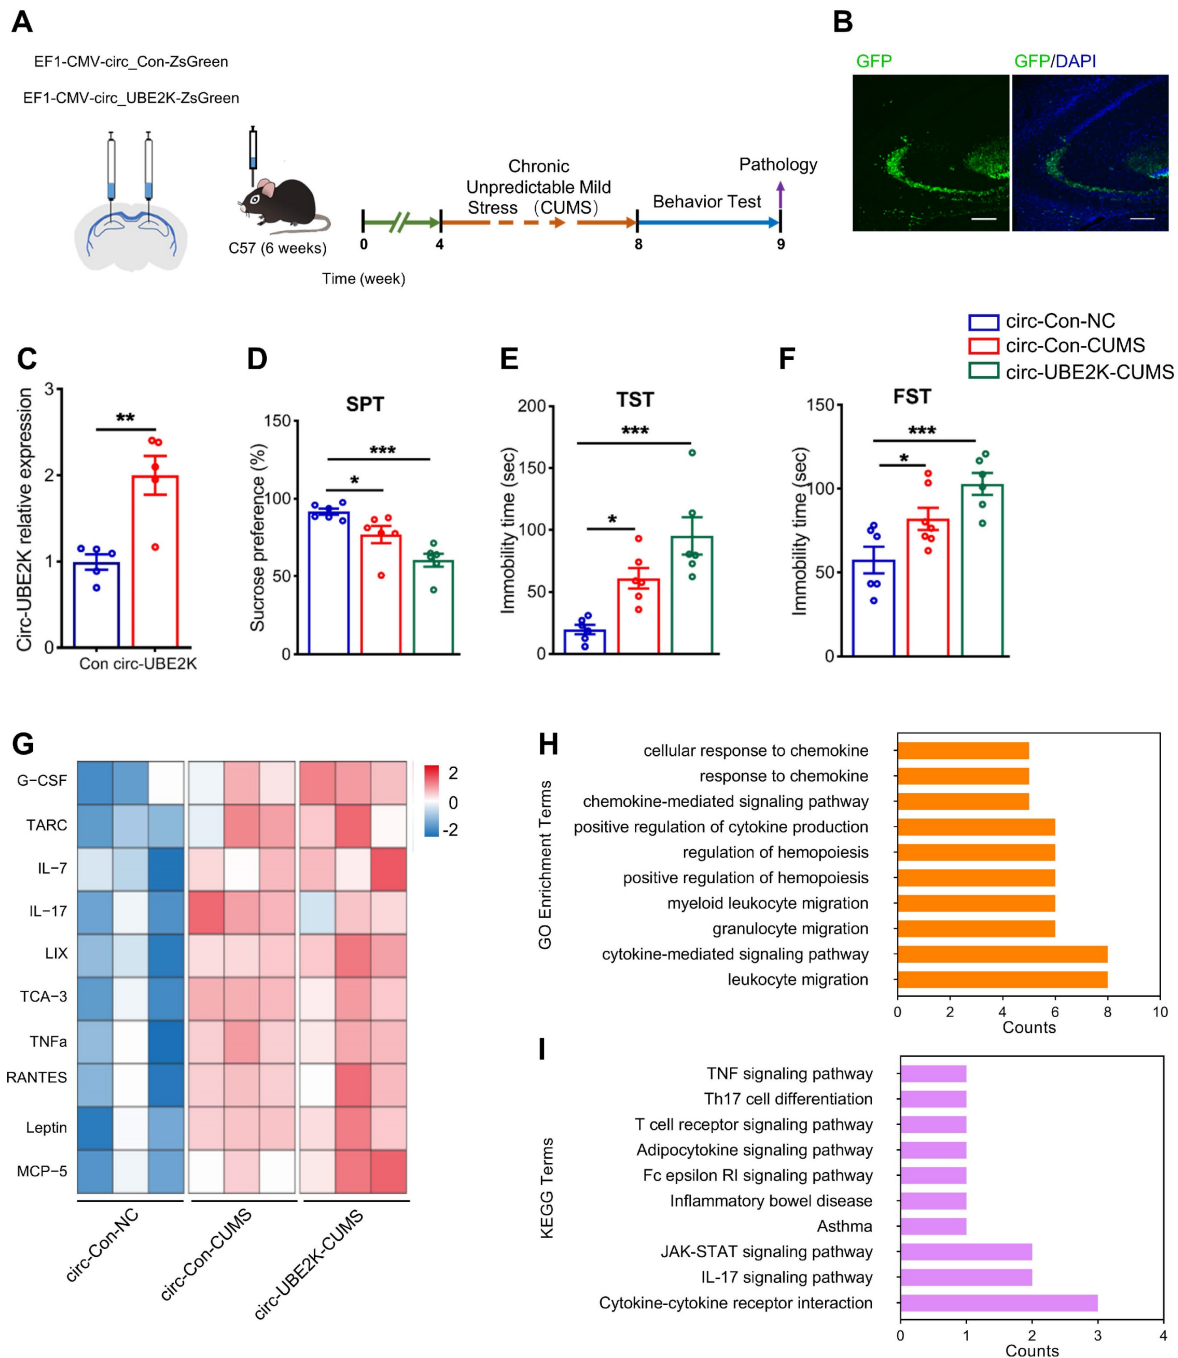 A
EF1-CMV-circ_Con-ZsGreen
EF1-CMV-circ_UBE2K-ZsGreen
C57 (6 weeks)
Chronic
Unpredictable Mild
Stress (CUMS)
Behavior Test
Pathology
0 4 8 9
Time (week)
B
GFP
GFP/DAPI
circ-Con-NC
circ-Con-CUMS
circ-UBE2K-CUMS
C
Circ-UBE2K relative expression
3
2
1
0
**
Con circ-UBE2K
D
SPT
Sucrose preference (%)
150
100
50
0
***
*
E
TST
Immobility time (sec)
200
150
100
50
0
***
*
F
FST
Immobility time (sec)
150
100
50
0
***
*
G
G-CSF
TARC
IL-7
IL-17
LIX
TCA-3
TNFa
RANTES
Leptin
MCP-5
2
0
-2
circ-Con-NC
circ-Con-CUMS
circ-UBE2K-CUMS
H
GO Enrichment Terms
cellular response to chemokine
response to chemokine
chemokine-mediated signaling pathway
positive regulation of cytokine production
regulation of hemopoiesis
positive regulation of hemopoiesis
myeloid leukocyte migration
granulocyte migration
cytokine-mediated signaling pathway
leukocyte migration
0 2 4 6 8 10
Counts
I
KEGG Terms
TNF signaling pathway
Th17 cell differentiation
T cell receptor signaling pathway
Adipocytokine signaling pathway
Fc epsilon RI signaling pathway
Inflammatory bowel disease
Asthma
JAK-STAT signaling pathway
IL-17 signaling pathway
Cytokine-cytokine receptor interaction
0 1 2 3 4
Counts